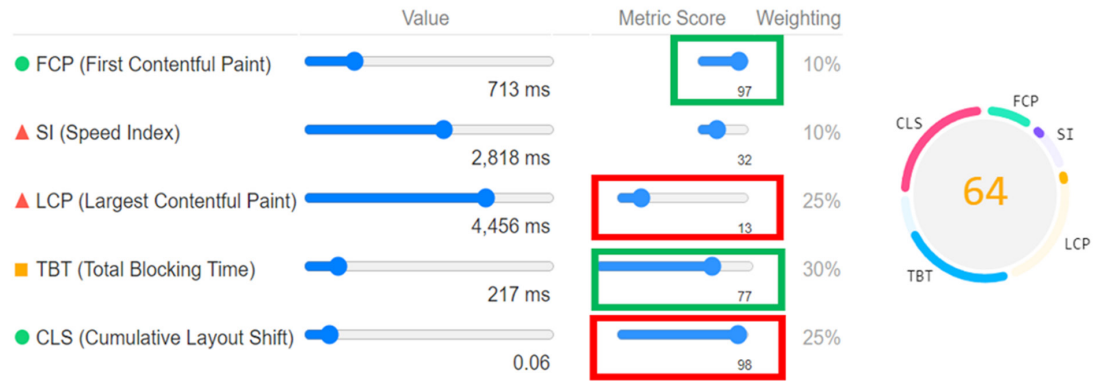 Value Metric Score Weighting
FCP (First Contentful Paint) 10%
713 ms 97
SI (Speed Index) 10%
2,818 ms 32
LCP (Largest Contentful Paint) 25%
4,456 ms 13
TBT (Total Blocking Time) 30%
217 ms 77
CLS (Cumulative Layout Shift) 25%
0.06 98
FCP
CLS
SI
64
LCP
TBT